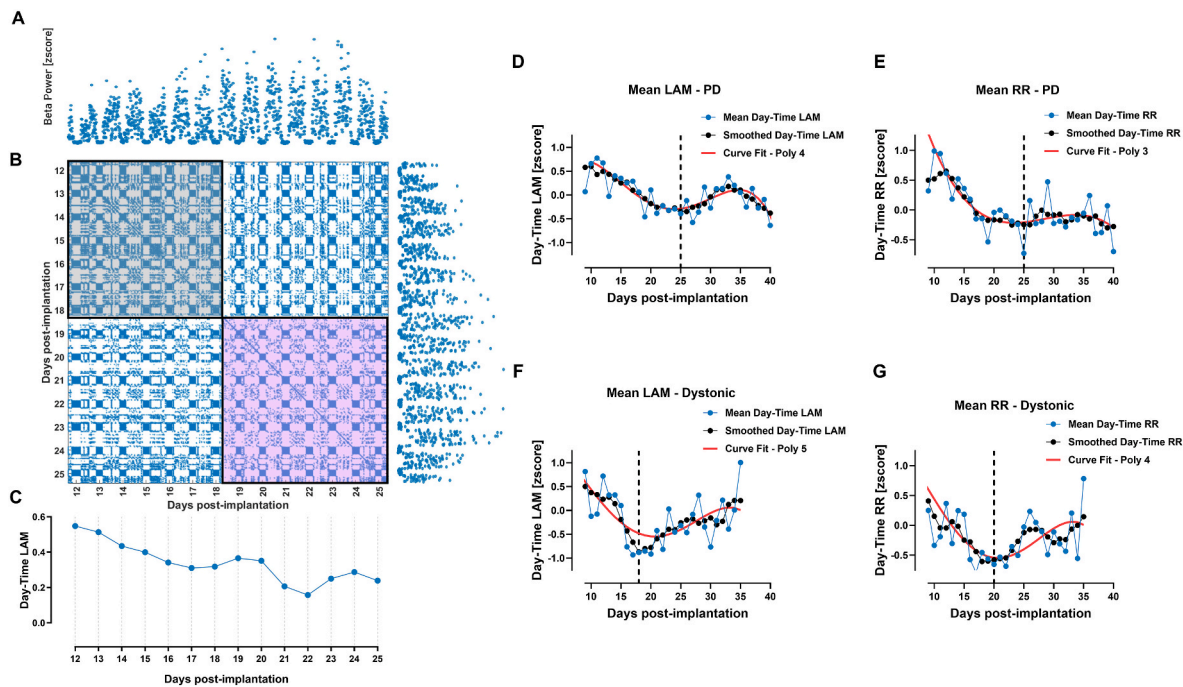 A
Beta Power [zscore]
B
Days post-implantation
12
13
14
15
16
17
18
19
20
21
22
23
24
25
12 13 14 15 16 17 18 19 20 21 22 23 24 25
Days post-implantation
C
Day-Time LAM
0.6
0.4
0.2
0.0
12 13 14 15 16 17 18 19 20 21 22 23 24 25
Days post-implantation
D
Mean LAM - PD
Mean Day-Time LAM
Smoothed Day-Time LAM
Curve Fit - Poly 4
Day-Time LAM [zscore]
1.0
0.5
0.0
-0.5
-1.0
10 15 20 25 30 35 40
Days post-implantation
E
Mean RR - PD
Mean Day-Time RR
Smoothed Day-Time RR
Curve Fit - Poly 3
Day-Time RR [zscore]
1.0
0.5
0.0
-0.5
10 15 20 25 30 35 40
Days post-implantation
F
Mean LAM - Dystonic
Mean Day-Time LAM
Smoothed Day-Time LAM
Curve Fit - Poly 5
Day-Time LAM [zscore]
1.0
0.5
0.0
-0.5
-1.0
10 15 20 25 30 35 40
Days post-implantation
G
Mean RR - Dystonic
Mean Day-Time RR
Smoothed Day-Time RR
Curve Fit - Poly 4
Day-Time RR [zscore]
1.0
0.5
0.0
-0.5
10 15 20 25 30 35 40
Days post-implantation